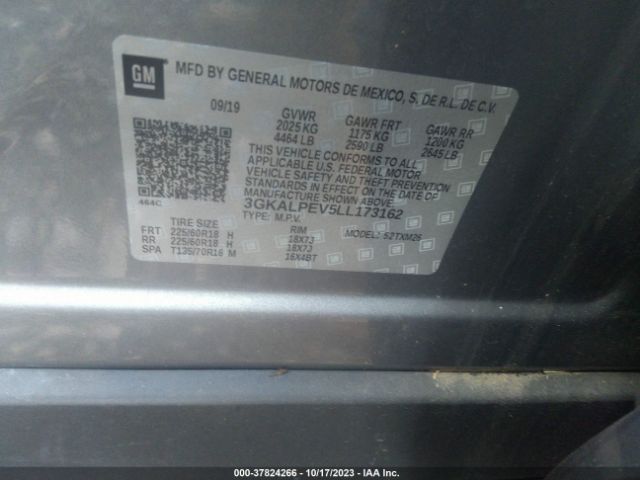 GM
MFD BY GENERAL MOTORS DE MEXICO, S. DE R.L. DE C.V.
09/19 GVWR GAWR FRT GAWR RR
2025 KG 1175 KG 1200 KG
4464 LB 2590 LB 2645 LB
THIS VEHICLE CONFORMS TO ALL
APPLICABLE U.S. FEDERAL MOTOR
VEHICLE SAFETY AND THEFT PREVENTION
STANDARDS IN EFFECT ON THE DATE OF
MANUFACTURE SHOWN ABOVE.
464C
3GKALPEV5LL173162
TYPE: M.P.V. MODEL: 52TXM26
TIRE SIZE RIM
FRT 225/60R18 H 18X7J
RR 225/60R18 H 18X7J
SPA T135/70R16 M 16X4BT
000-37824266 - 10/17/2023 - IAA Inc.